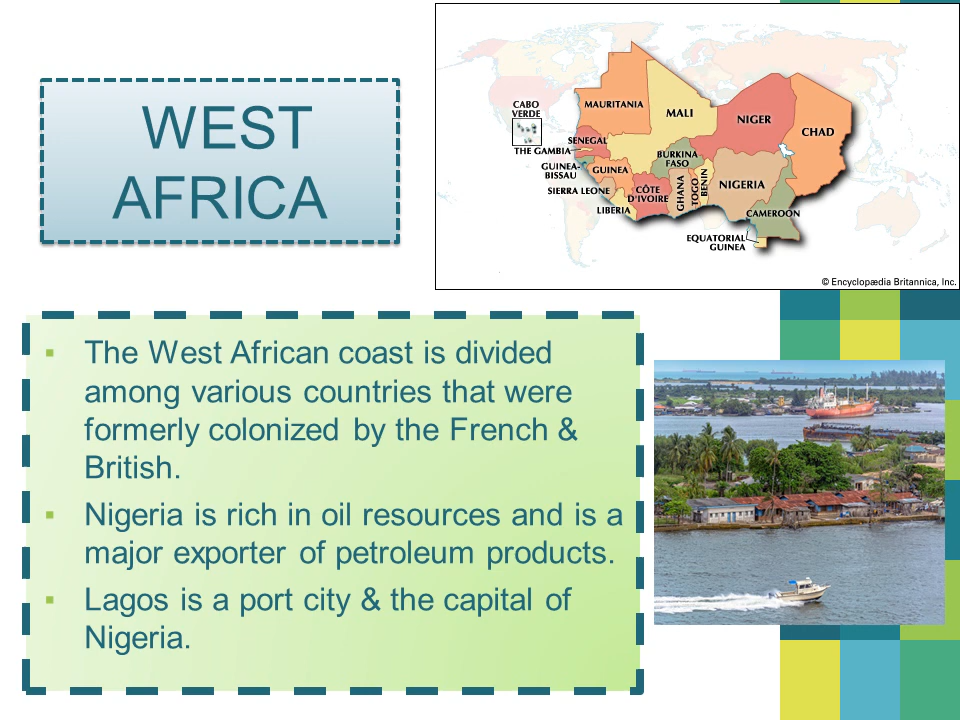 WEST
AFRICA
CABO
VERDE
MAURITANIA
MALI
NIGER
CHAD
SENEGAL
THE GAMBIA
GUINEA-
BISSAU
GUINEA
SIERRA LEONE
LIBERIA
CÔTE
D'IVOIRE
BURKINA
FASO
GHANA
TOGO
BENIN
NIGERIA
CAMEROON
EQUATORIAL
GUINEA
© Encyclopædia Britannica, Inc.
▪ The West African coast is divided
among various countries that were
formerly colonized by the French &
British.
▪ Nigeria is rich in oil resources and is a
major exporter of petroleum products.
▪ Lagos is a port city & the capital of
Nigeria.